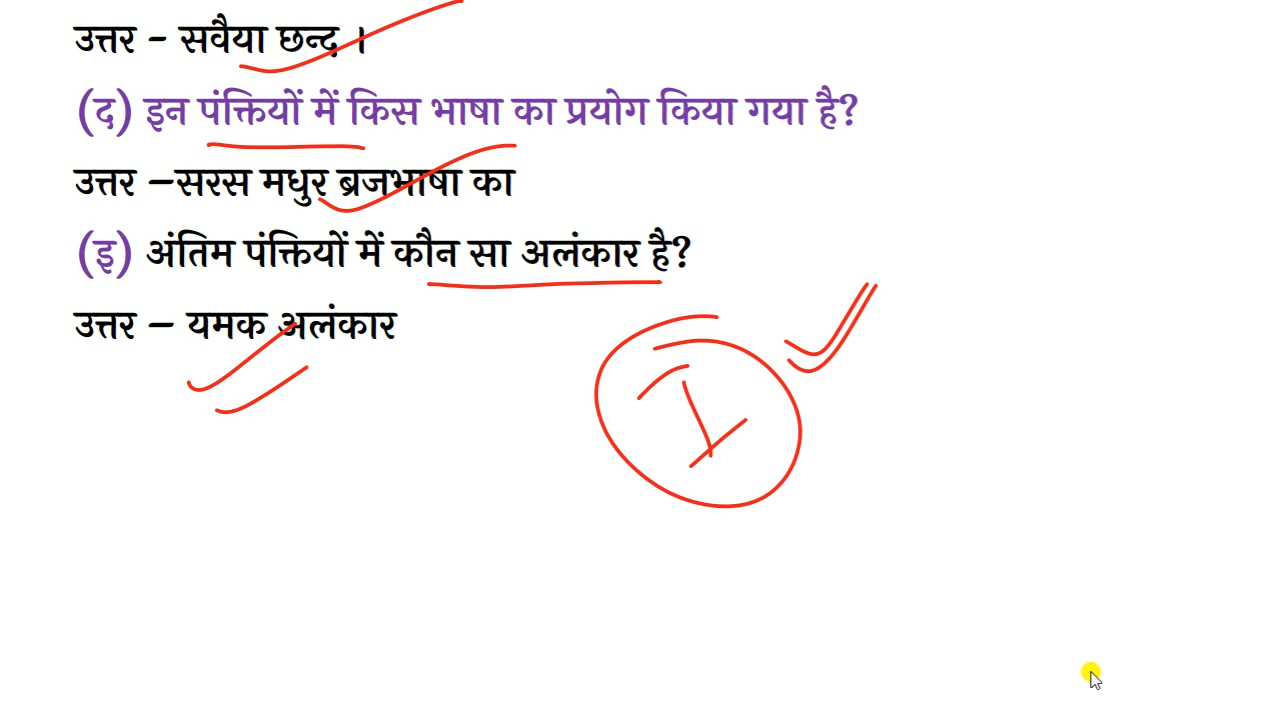 उत्तर – सवैया छन्द ।
(द) इन पंक्तियों में किस भाषा का प्रयोग किया गया है?
उत्तर –सरस मधुर ब्रजभाषा का
(इ) अंतिम पंक्तियों में कौन सा अलंकार है?
उत्तर – यमक अलंकार
I